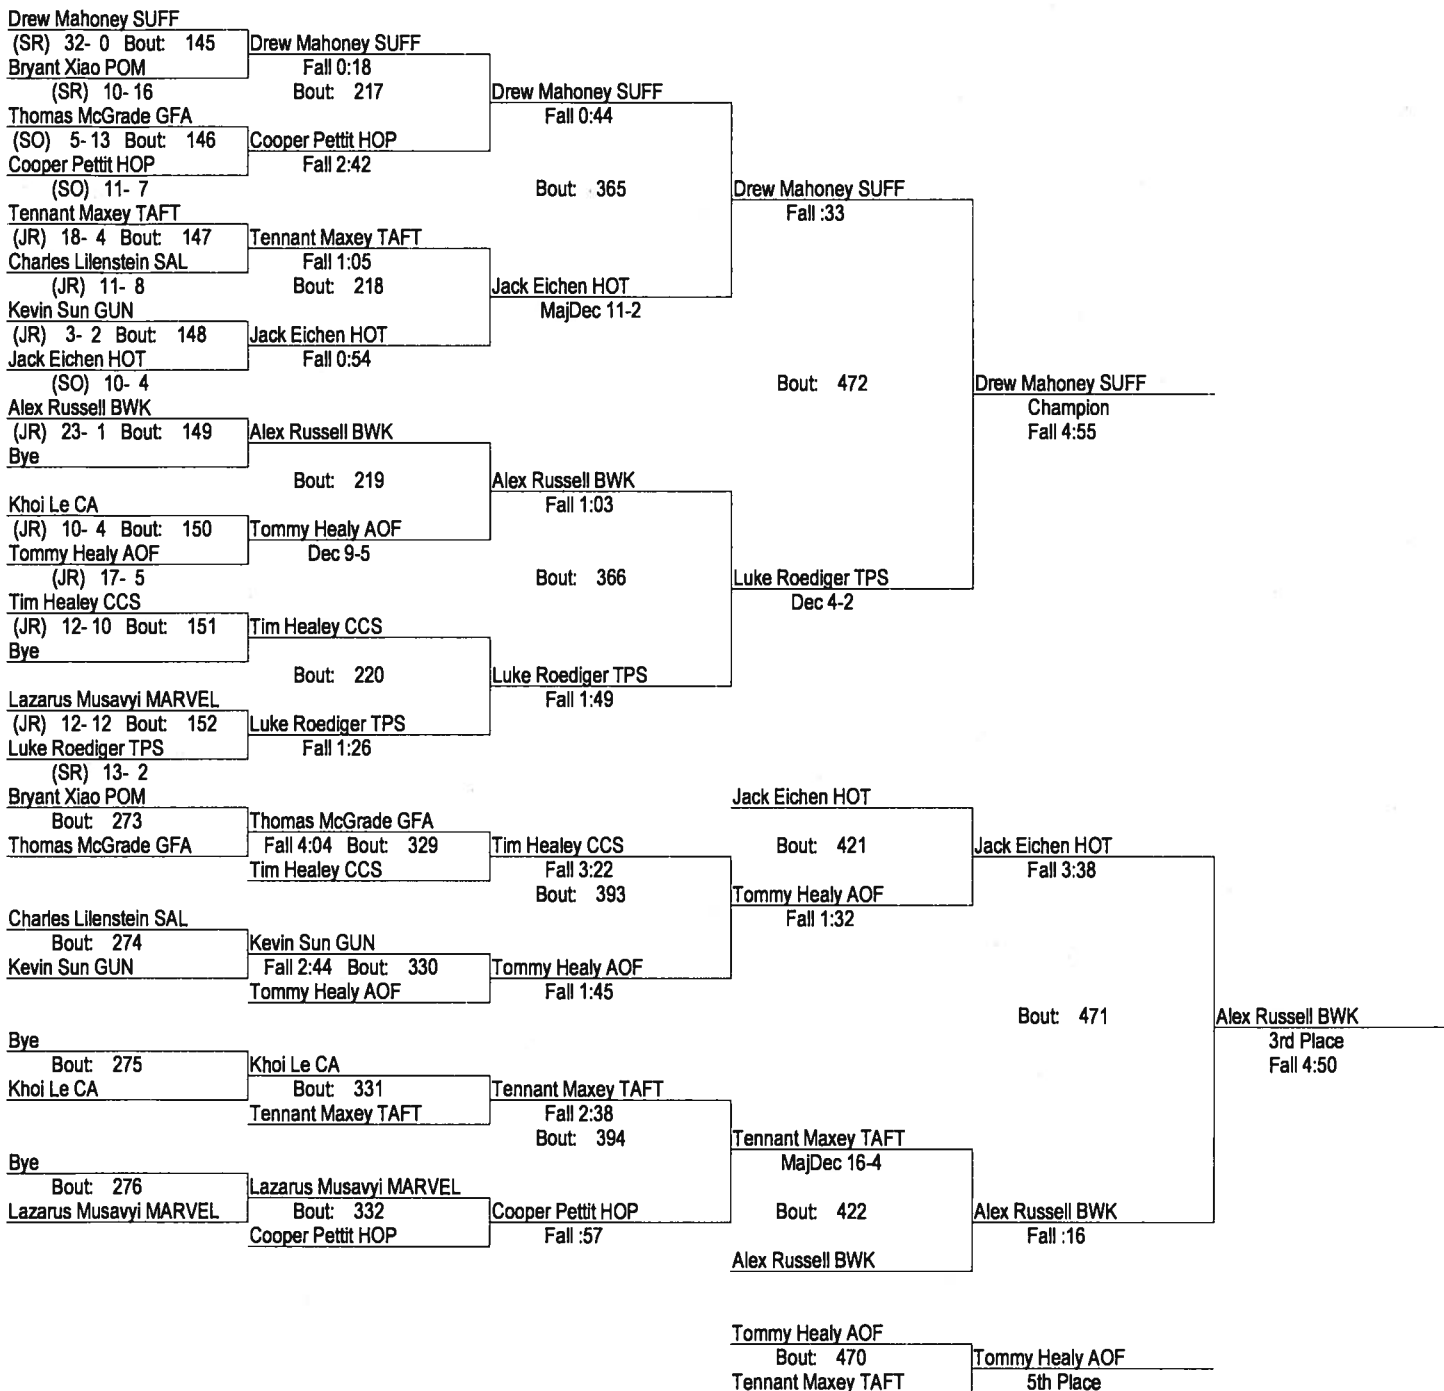 Drew Mahoney SUFF
(SR) 32- 0 Bout: 145
Bryant Xiao POM
(SR) 10- 16
Thomas McGrade GFA
(SO) 5- 13 Bout: 146
Cooper Pettit HOP
(SO) 11- 7
Tennant Maxey TAFT
(JR) 18- 4 Bout: 147
Charles Lilenstein SAL
(JR) 11- 8
Kevin Sun GUN
(JR) 3- 2 Bout: 148
Jack Eichen HOT
(SO) 10- 4
Alex Russell BWK
(JR) 23- 1 Bout: 149
Bye
Khoi Le CA
(JR) 10- 4 Bout: 150
Tommy Healy AOF
(JR) 17- 5
Tim Healey CCS
(JR) 12- 10 Bout: 151
Bye
Lazarus Musavyi MARVEL
(JR) 12- 12 Bout: 152
Luke Roediger TPS
(SR) 13- 2
Drew Mahoney SUFF
Fall 0:18
Bout: 217
Cooper Pettit HOP
Fall 2:42
Tennant Maxey TAFT
Fall 1:05
Bout: 218
Jack Eichen HOT
Fall 0:54
Alex Russell BWK
Bout: 219
Tommy Healy AOF
Dec 9-5
Tim Healey CCS
Bout: 220
Luke Roediger TPS
Fall 1:26
Drew Mahoney SUFF
Fall 0:44
Bout: 365
Jack Eichen HOT
MajDec 11-2
Alex Russell BWK
Fall 1:03
Bout: 366
Luke Roediger TPS
Fall 1:49
Drew Mahoney SUFF
Fall :33
Bout: 472
Luke Roediger TPS
Dec 4-2
Drew Mahoney SUFF
Champion
Fall 4:55
Bryant Xiao POM
Bout: 273
Thomas McGrade GFA
Charles Lilenstein SAL
Bout: 274
Kevin Sun GUN
Bye
Bout: 275
Khoi Le CA
Bye
Bout: 276
Lazarus Musavyi MARVEL
Thomas McGrade GFA
Fall 4:04 Bout: 329
Tim Healey CCS
Kevin Sun GUN
Fall 2:44 Bout: 330
Tommy Healy AOF
Khoi Le CA
Bout: 331
Tennant Maxey TAFT
Lazarus Musavyi MARVEL
Bout: 332
Cooper Pettit HOP
Tim Healey CCS
Fall 3:22
Bout: 393
Tommy Healy AOF
Fall 1:45
Tennant Maxey TAFT
Fall 2:38
Bout: 394
Cooper Pettit HOP
Fall :57
Jack Eichen HOT
Bout: 421
Tommy Healy AOF
Fall 1:32
Tennant Maxey TAFT
MajDec 16-4
Bout: 422
Alex Russell BWK
Jack Eichen HOT
Fall 3:38
Bout: 471
Alex Russell BWK
Fall :16
Alex Russell BWK
3rd Place
Fall 4:50
Tommy Healy AOF
Bout: 470
Tennant Maxey TAFT
Tommy Healy AOF
5th Place